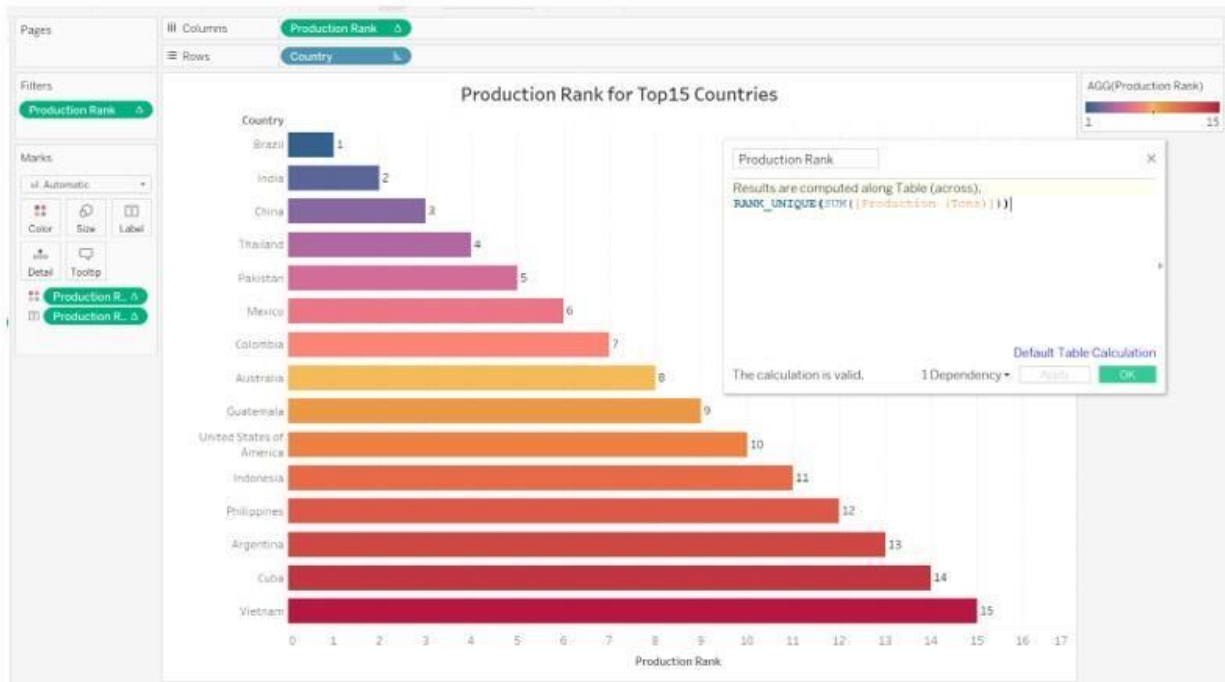 Pages
Columns
Production Rank
Rows
Country
Filters
Production Rank
Marks
Automatic
Color
Size
Label
Detail
Tooltip
Production R..
Production R..
Production Rank for Top15 Countries
Country
Brazil 1
India 2
China 3
Thailand 4
Pakistan 5
Mexico 6
Colombia 7
Australia 8
Guatemala 9
United States of
America 10
Indonesia 11
Philippines 12
Argentina 13
Cuba 14
Vietnam 15
0 1 2 3 4 5 6 7 8 9 10 11 12 13 14 15 16 17
Production Rank
AGG(Production Rank)
1 15
Production Rank
Results are computed along Table (across).
RANK_UNIQUE(SUM([Production (Tons)]))
Default Table Calculation
The calculation is valid.
1 Dependency
Apply
OK